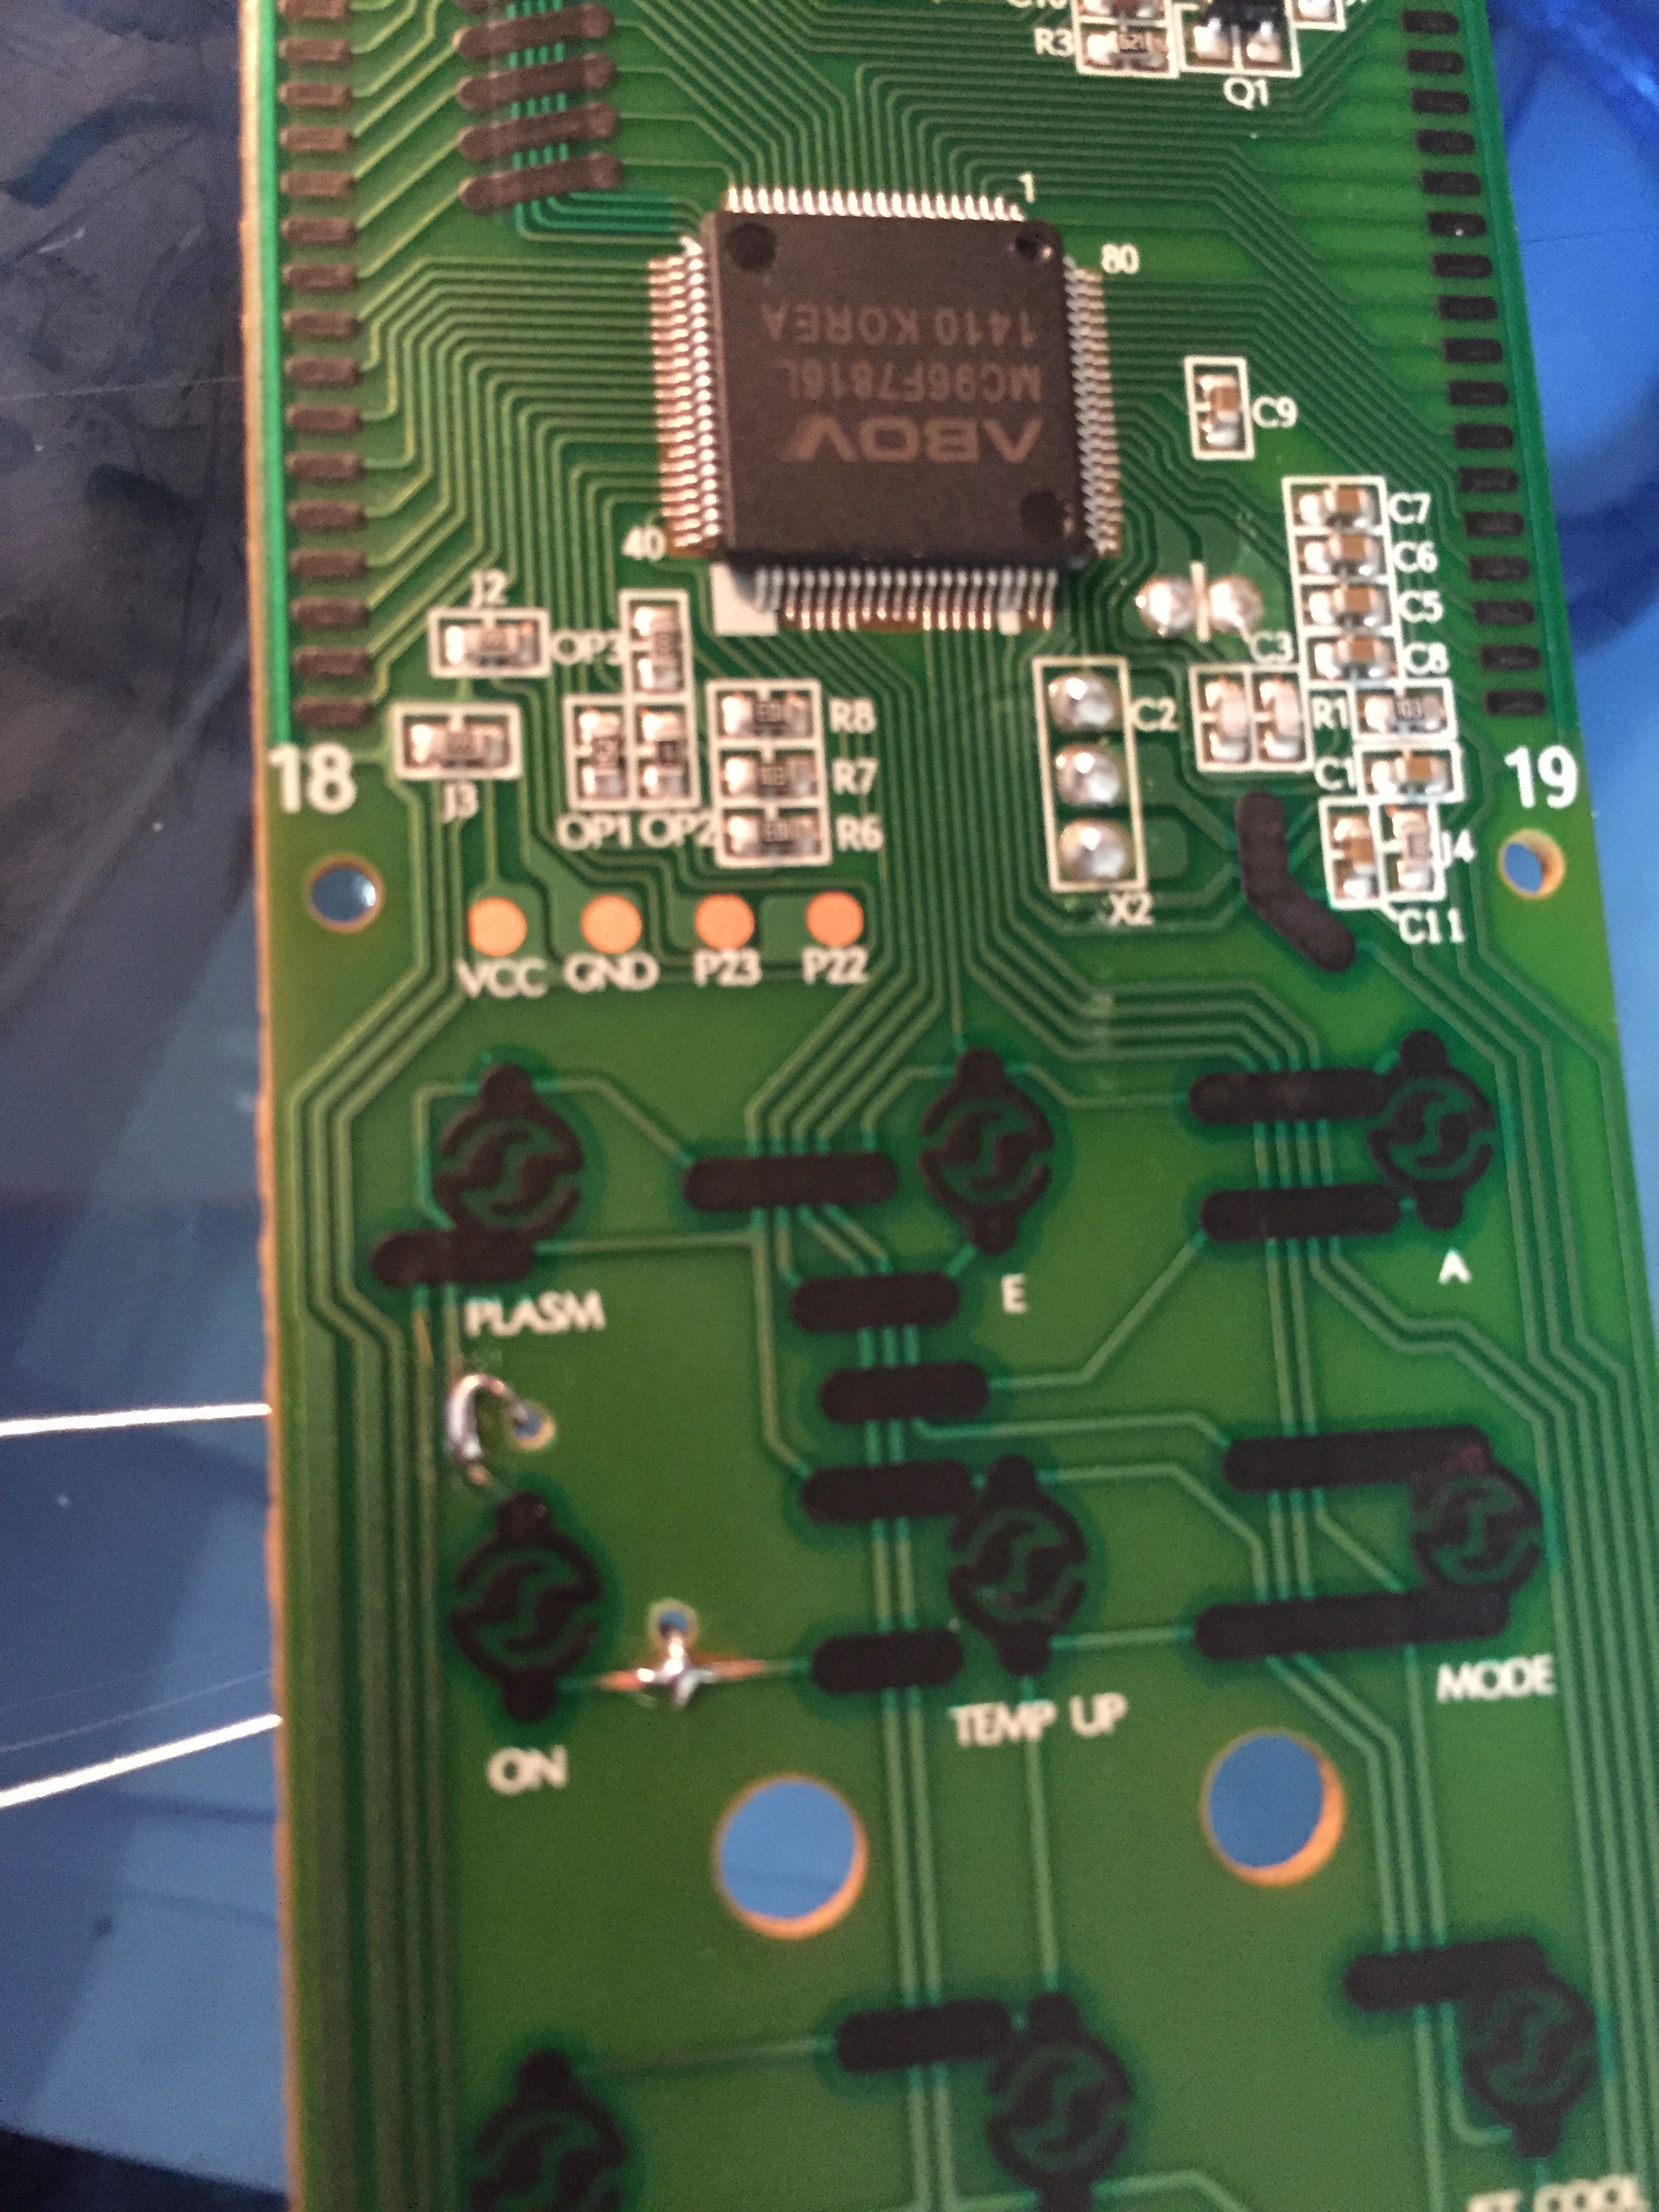 R3
Q1
1
80
ABOV
MC96F7816L
1410 KOREA
C9
C7
C6
C5
C8
40
J2
OP3
C3
R8
C2
R1
R7
C1
18
19
J3
OP1 OP2
R6
J4
X2
C11
VCC GND P23 P22
PLASM
E
A
ON
TEMP UP
MODE
COOL